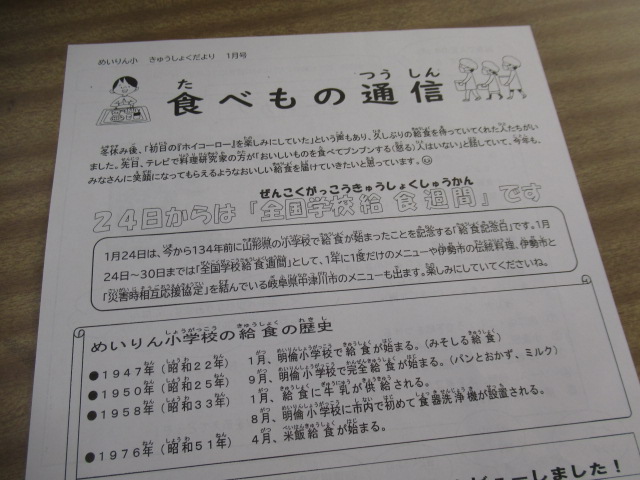 めいりん小 きゅうしょくだより 1月号
食べもの通信
冬休み後、「初日の『ホイコーロー』を楽しみにしていた」という声もあり、久しぶりの給食を待っていてくれた人たちがい
ました。先日、テレビで料理研究家の方が「おいしいものを食べてプンプンする(怒る)人はいない」と話していて、今年も、
みなさんに笑顔になってもらえるようなおいしい給食を届けていきたいと思っています。
ぜんこくがっこうきゅうしょくしゅうかん
24日からは「全国学校給食週間」です
1月24日は、今から134年前に山形県の小学校で給食が始まったことを記念する「給食記念日」です。1月
24日~30日までは「全国学校給食週間」として、1年に1度だけのメニューや伊勢市の伝統料理、伊勢市と
「災害時相互応援協定」を結んでいる岐阜県中津川市のメニューも出ます。楽しみにしていてくださいね。
めいりん小学校の給食の歴史
●1947年(昭和22年) 1月、明倫小学校で給食が始まる。(みそしる給食)
●1950年(昭和25年) 9月、明倫小学校で完全給食が始まる。(パンとおかず、ミルク)
●1958年(昭和33年) 1月、給食に牛乳が供給される。
8月、明倫小学校に市内で初めて食器洗浄機が設置される。
●1976年(昭和51年) 4月、米飯給食が始まる。
ューしました!